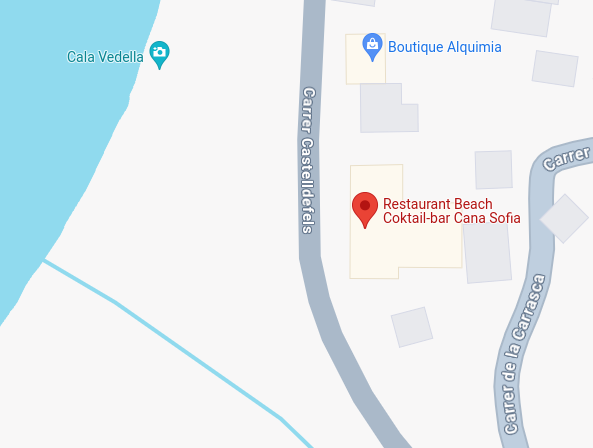 Boutique Alquimia
Cala Vedella
Carrer Castelldefels
Carrer
Restaurant Beach
Coktail-bar Cana Sofia
Carrer de la Carrasca